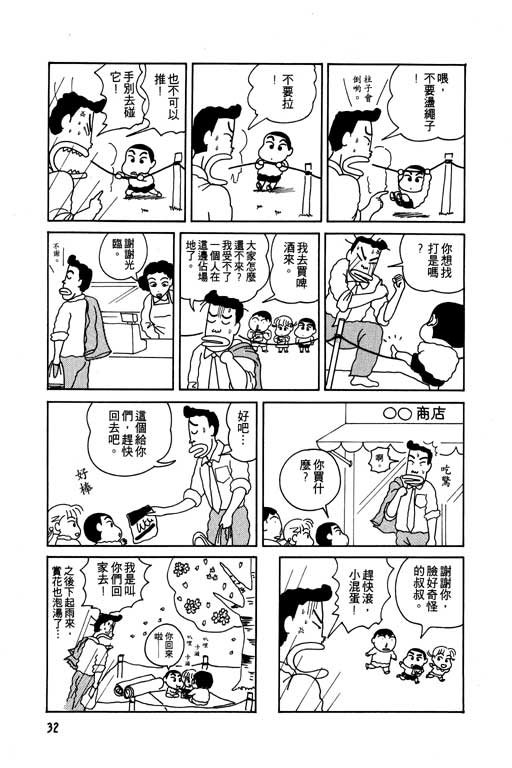 喂,
不要盪繩子
!
柱子會
倒喲。
不要拉
!
也不可以
推!
手別去碰
它!
你想找
打是嗎
?
我去買啤
酒來。
大家怎麼
還不來?
我受不了
一個人在
這邊佔場
地了。
謝謝光
臨。
不謝。
○○商店
吃驚
啊。
你買什
麼?
好吧…
這個給你
們,趕快
回去吧。
好棒
謝謝你,
臉好奇怪
的叔叔。
趕快滾,
小混蛋!
我是叫
你們回
家去!
你回來
啦
之後下起雨來
賞花也泡湯了…
32